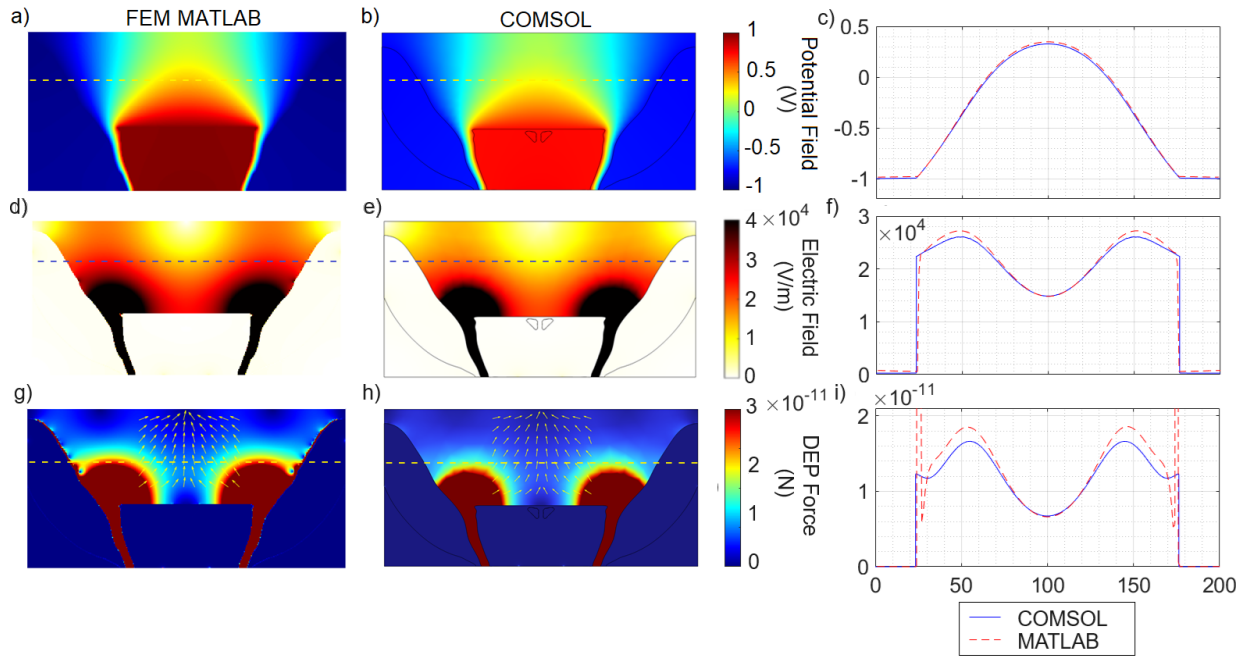 a) FEM MATLAB
b) COMSOL
1
0.5
0
-0.5
-1
Potential Field
(V)
c)
0.5
0
-0.5
-1
d)
e)
4 ×10⁴
3
2
1
0
Electric Field
(V/m)
f)
3
×10⁴
2
1
0
g)
h)
3 ×10⁻¹¹
2
1
0
DEP Force
(N)
i)
×10⁻¹¹
2
1
0
0 50 100 150 200
COMSOL
MATLAB